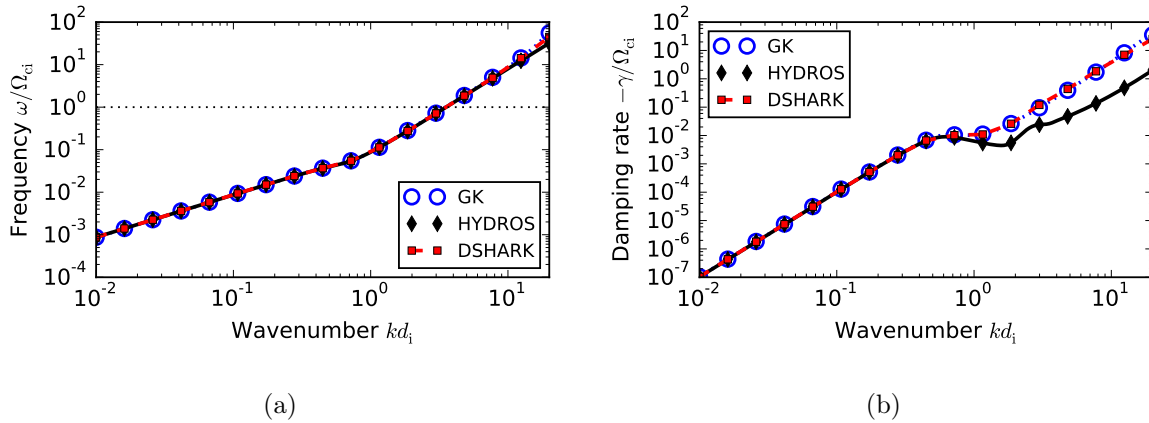 10^2
10^1
10^0
10^-1
10^-2
10^-3
10^-4
Frequency ω/Ω_ci
GK
HYDROS
DSHARK
10^-2 10^-1 10^0 10^1
Wavenumber kd_i
(a)
10^2
10^1
10^0
10^-1
10^-2
10^-3
10^-4
10^-5
10^-6
10^-7
Damping rate −γ/Ω_ci
GK
HYDROS
DSHARK
10^-2 10^-1 10^0 10^1
Wavenumber kd_i
(b)